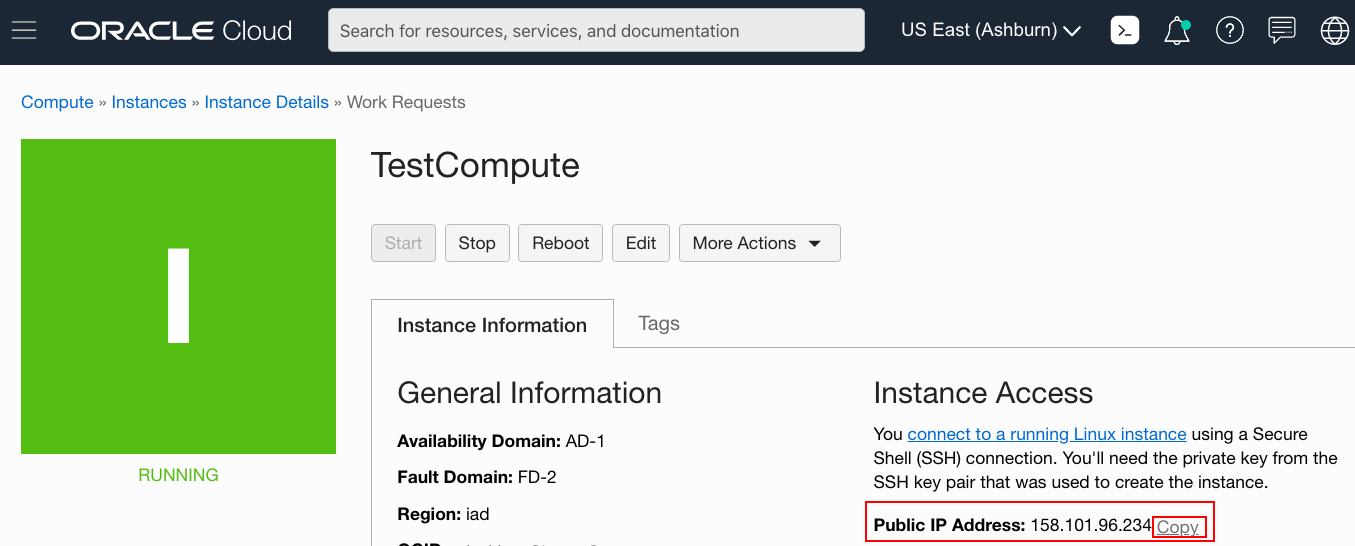 ORACLE Cloud
Search for resources, services, and documentation
US East (Ashburn)
Compute » Instances » Instance Details » Work Requests
TestCompute
Start
Stop
Reboot
Edit
More Actions
Instance Information
Tags
I
RUNNING
General Information
Availability Domain: AD-1
Fault Domain: FD-2
Region: iad
Instance Access
You connect to a running Linux instance using a Secure
Shell (SSH) connection. You'll need the private key from the
SSH key pair that was used to create the instance.
Public IP Address: 158.101.96.234 Copy